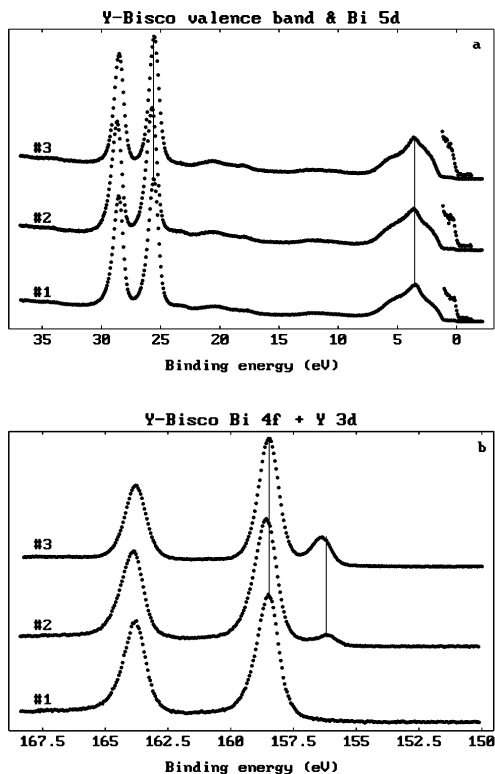 Y-Bisco valence band & Bi 5d
a
#3
#2
#1
35 30 25 20 15 10 5 0
Binding energy (eV)
Y-Bisco Bi 4f + Y 3d
b
#3
#2
#1
167.5 165 162.5 160 157.5 155 152.5 150
Binding energy (eV)